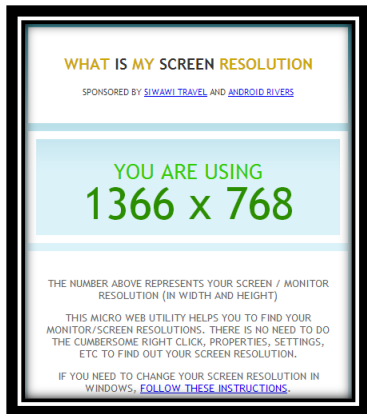 WHAT IS MY SCREEN RESOLUTION
SPONSORED BY SIWAWI TRAVEL AND ANDROID RIVERS
YOU ARE USING
1366 x 768
THE NUMBER ABOVE REPRESENTS YOUR SCREEN / MONITOR
RESOLUTION (IN WIDTH AND HEIGHT)
THIS MICRO WEB UTILITY HELPS YOU TO FIND YOUR
MONITOR/SCREEN RESOLUTIONS. THERE IS NO NEED TO DO
THE CUMBERSOME RIGHT CLICK, PROPERTIES, SETTINGS,
ETC TO FIND OUT YOUR SCREEN RESOLUTION.
IF YOU NEED TO CHANGE YOUR SCREEN RESOLUTION IN
WINDOWS, FOLLOW THESE INSTRUCTIONS.